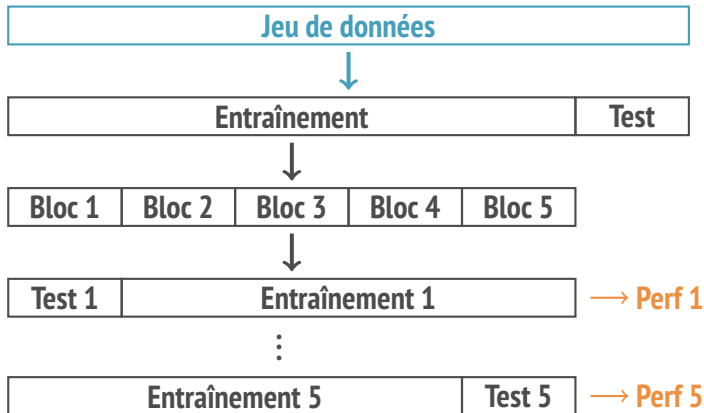 Jeu de données
Entraînement Test
Bloc 1 Bloc 2 Bloc 3 Bloc 4 Bloc 5
Test 1 Entraînement 1 → Perf 1
⋮
Entraînement 5 Test 5 → Perf 5